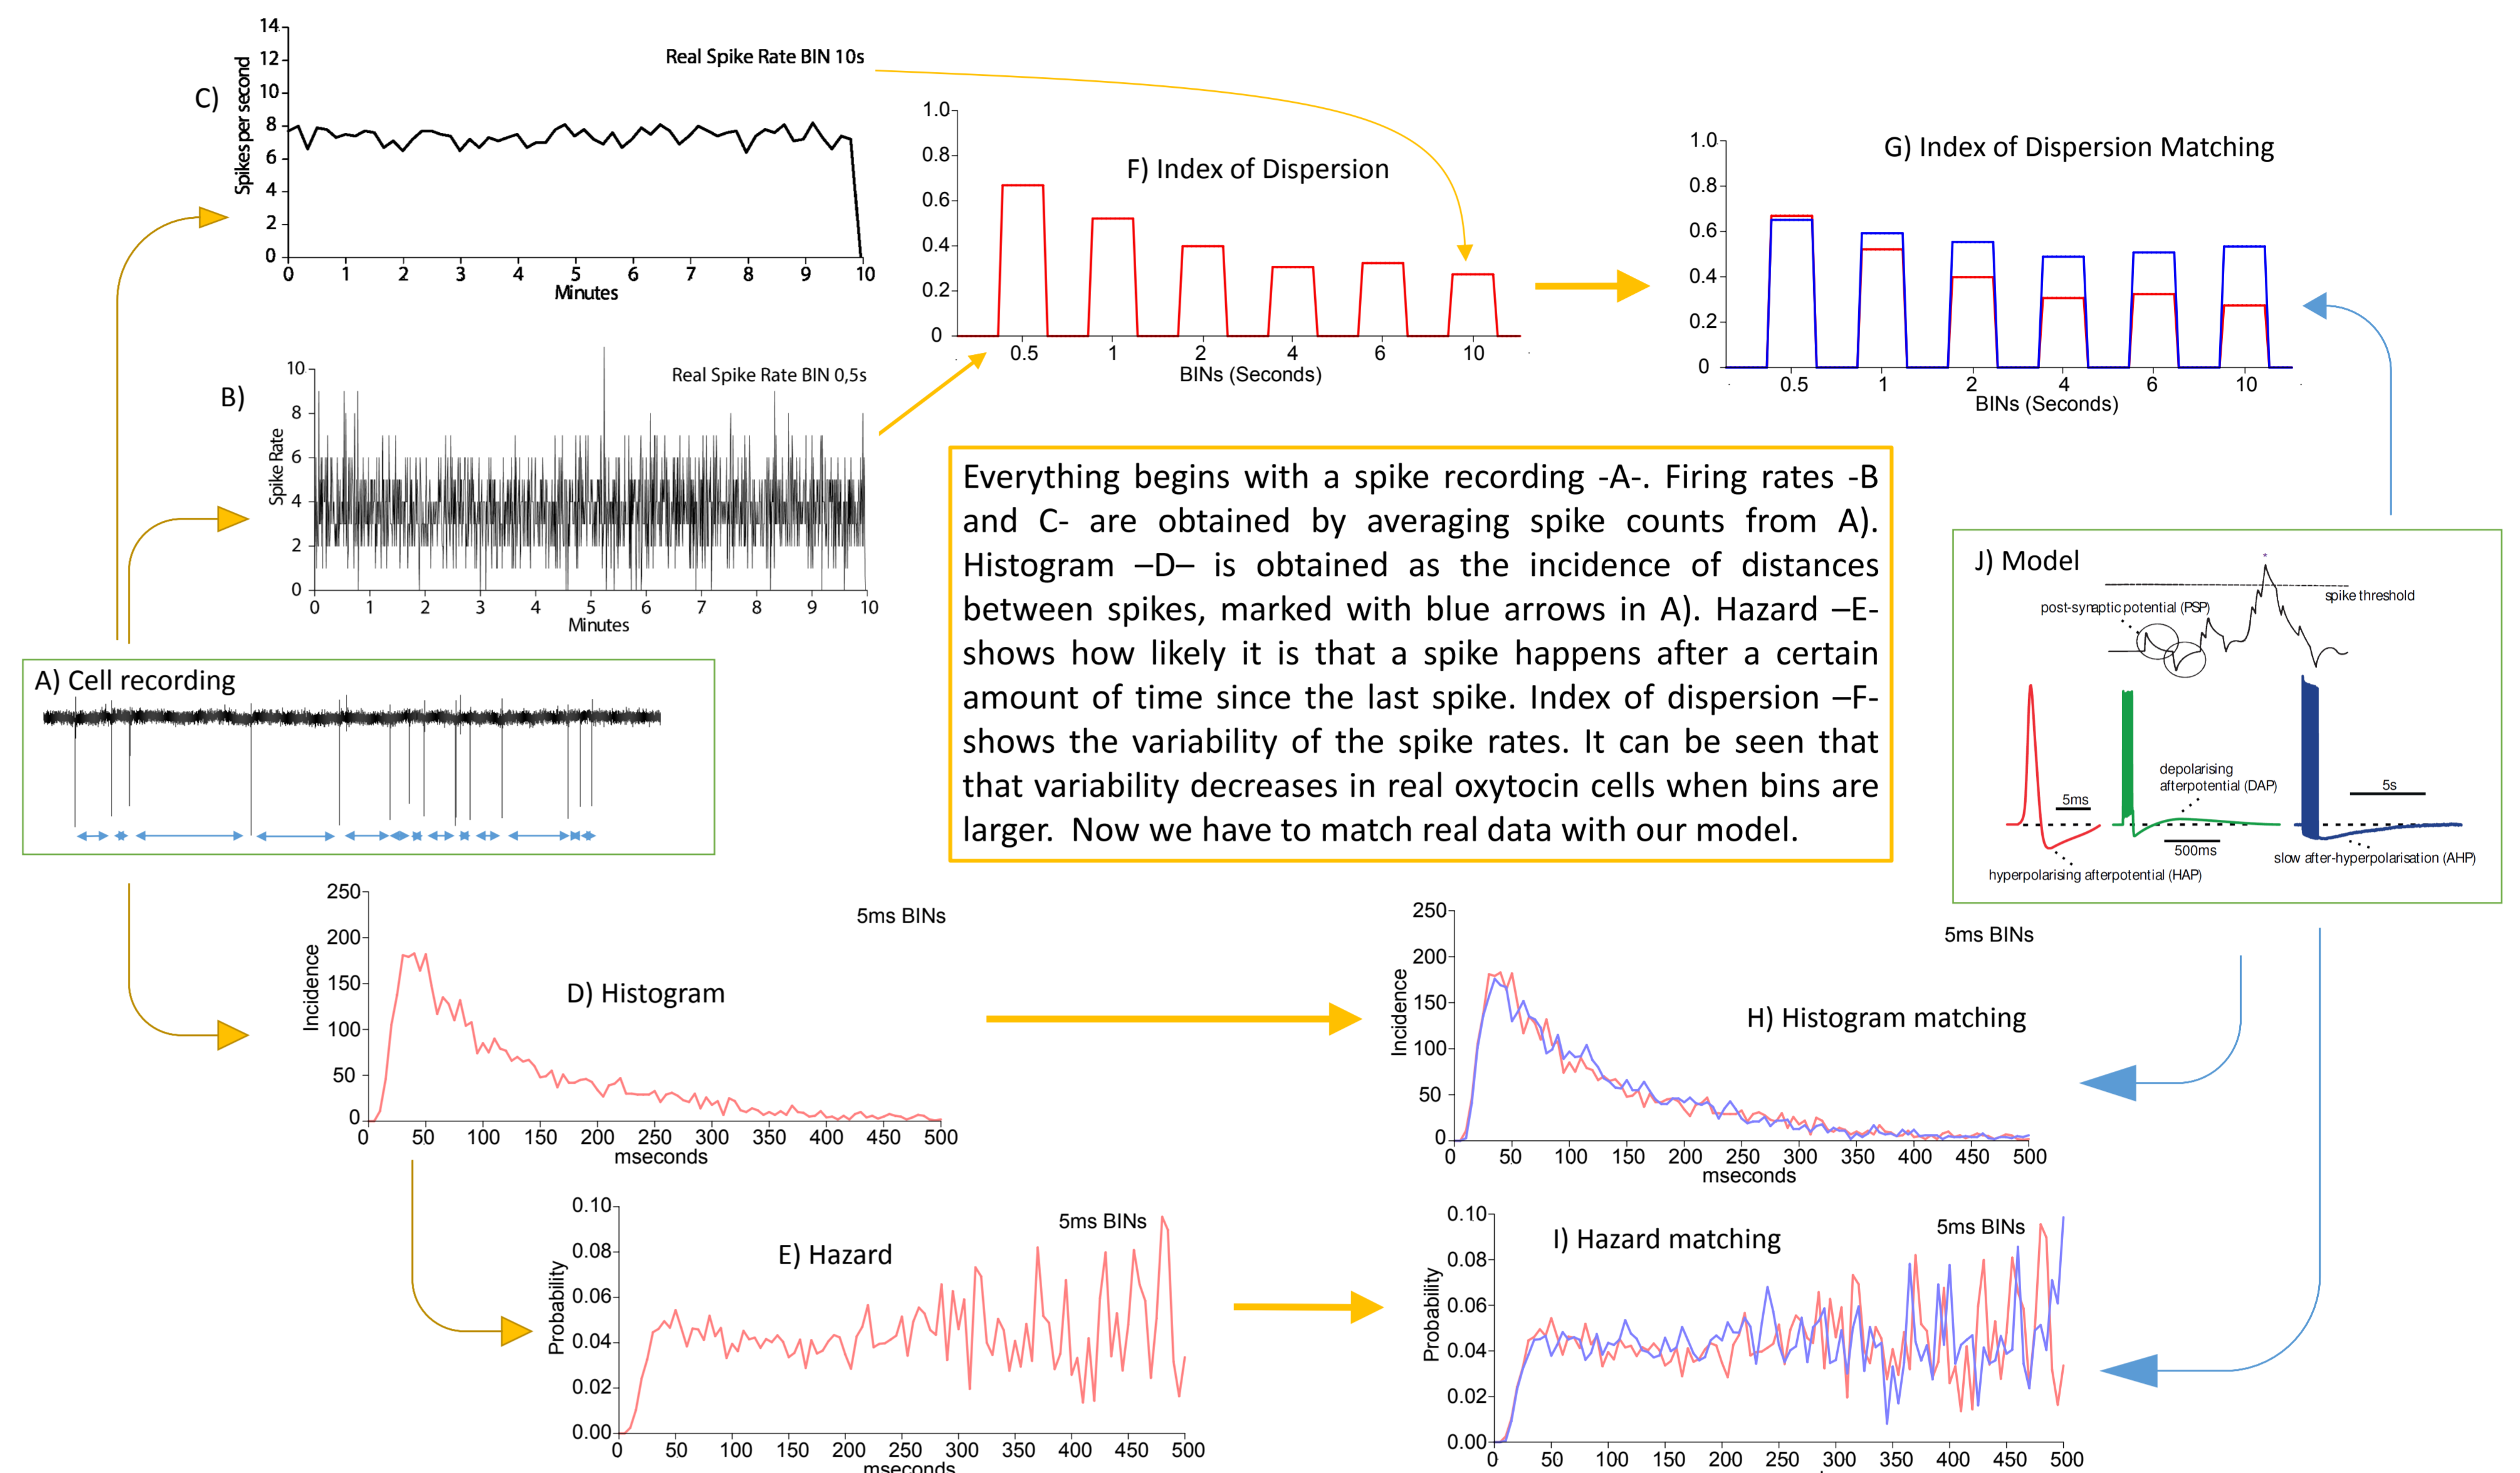 C)
Real Spike Rate BIN 10s
Spikes per second
14
12
10
8
6
4
2
0
0 1 2 3 4 5 6 7 8 9 10
Minutes
B)
Real Spike Rate BIN 0,5s
Spike Rate
10
8
6
4
2
0
0 1 2 3 4 5 6 7 8 9 10
Minutes
F) Index of Dispersion
1.0
0.8
0.6
0.4
0.2
0
0.5 1 2 4 6 10
BINs (Seconds)
G) Index of Dispersion Matching
1.0
0.8
0.6
0.4
0.2
0
0.5 1 2 4 6 10
BINs (Seconds)
A) Cell recording
Everything begins with a spike recording -A-. Firing rates -B
and C- are obtained by averaging spike counts from A).
Histogram –D– is obtained as the incidence of distances
between spikes, marked with blue arrows in A). Hazard –E-
shows how likely it is that a spike happens after a certain
amount of time since the last spike. Index of dispersion –F-
shows the variability of the spike rates. It can be seen that
that variability decreases in real oxytocin cells when bins are
larger. Now we have to match real data with our model.
J) Model
*
spike threshold
post-synaptic potential (PSP)
depolarising
afterpotential (DAP)
5ms
5s
500ms
slow after-hyperpolarisation (AHP)
hyperpolarising afterpotential (HAP)
D) Histogram
5ms BINs
Incidence
250
200
150
100
50
0
0 50 100 150 200 250 300 350 400 450 500
mseconds
H) Histogram matching
5ms BINs
Incidence
250
200
150
100
50
0
0 50 100 150 200 250 300 350 400 450 500
mseconds
E) Hazard
5ms BINs
Probability
0.10
0.08
0.06
0.04
0.02
0.00
0 50 100 150 200 250 300 350 400 450 500
mseconds
I) Hazard matching
5ms BINs
Probability
0.10
0.08
0.06
0.04
0.02
0.00
0 50 100 150 200 250 300 350 400 450 500